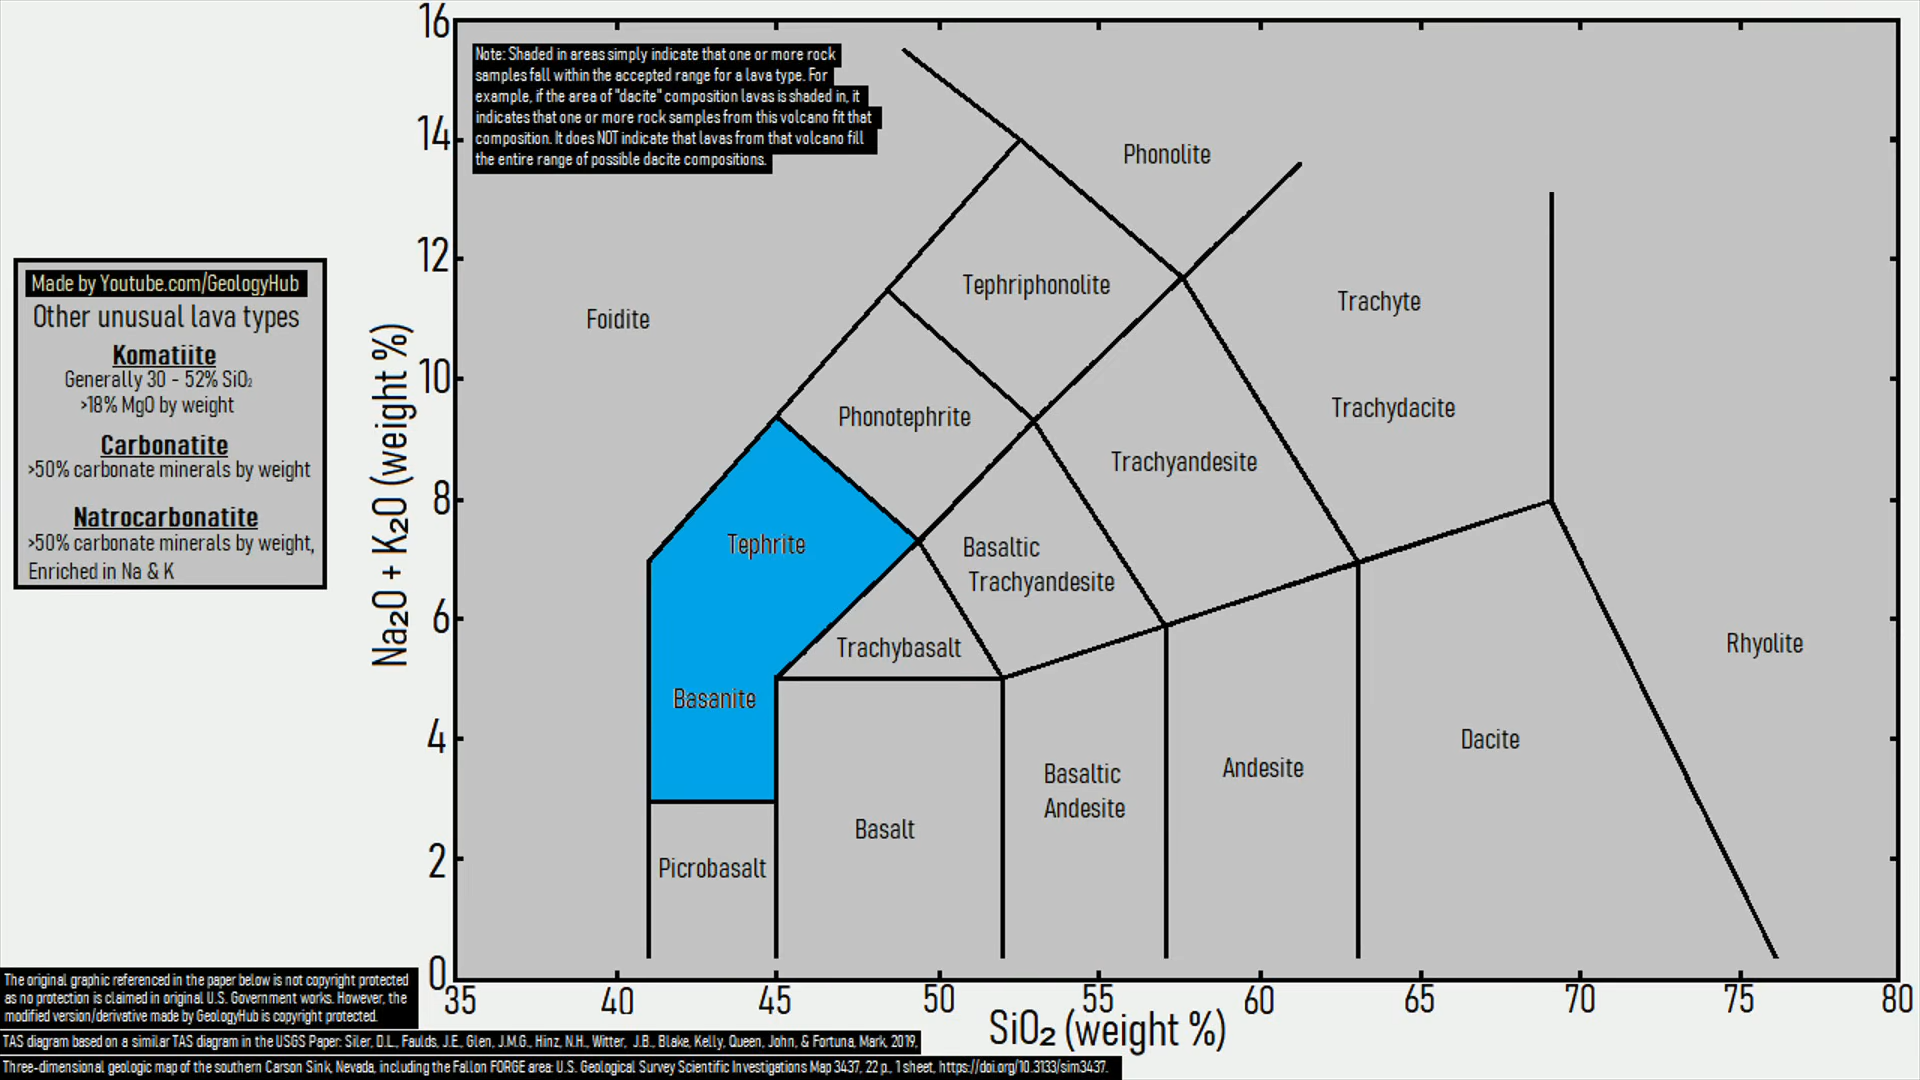 16
Note: Shaded in areas simply indicate that one or more rock
samples fall within the accepted range for a lava type. For
example, if the area of "dacite" composition lavas is shaded in, it
indicates that one or more rock samples from this volcano fit that
composition. It does NOT indicate that lavas from that volcano fill
the entire range of possible dacite compositions.
14
Phonolite
12
Tephriphonolite
Trachyte
Foidite
Made by Youtube.com/GeologyHub
Other unusual lava types
Komatiite
Generally 30 - 52% SiO₂
>18% MgO by weight
Carbonatite
>50% carbonate minerals by weight
Natrocarbonatite
>50% carbonate minerals by weight,
Enriched in Na & K
Na₂O + K₂O (weight %)
10
Trachydacite
Phonotephrite
Trachyandesite
8
Tephrite
Basaltic
Trachyandesite
6
Trachybasalt
Rhyolite
Basanite
4
Dacite
Andesite
Basaltic
Andesite
Basalt
2
Picrobasalt
0
35 40 45 50 55 60 65 70 75 80
SiO₂ (weight %)
The original graphic referenced in the paper below is not copyright protected
as no protection is claimed in original U.S. Government works. However, the
modified version/derivative made by GeologyHub is copyright protected.
TAS diagram based on a similar TAS diagram in the USGS Paper: Siler, D.L., Faulds, J.E., Glen, J.M.G., Hinz, N.H., Witter, J.B., Blake, Kelly, Queen, John, & Fortuna, Mark, 2019,
Three-dimensional geologic map of the southern Carson Sink, Nevada, including the Fallon FORGE area: U.S. Geological Survey Scientific Investigations Map 3437, 22 p., 1 sheet, https://doi.org/10.3133/sim3437.